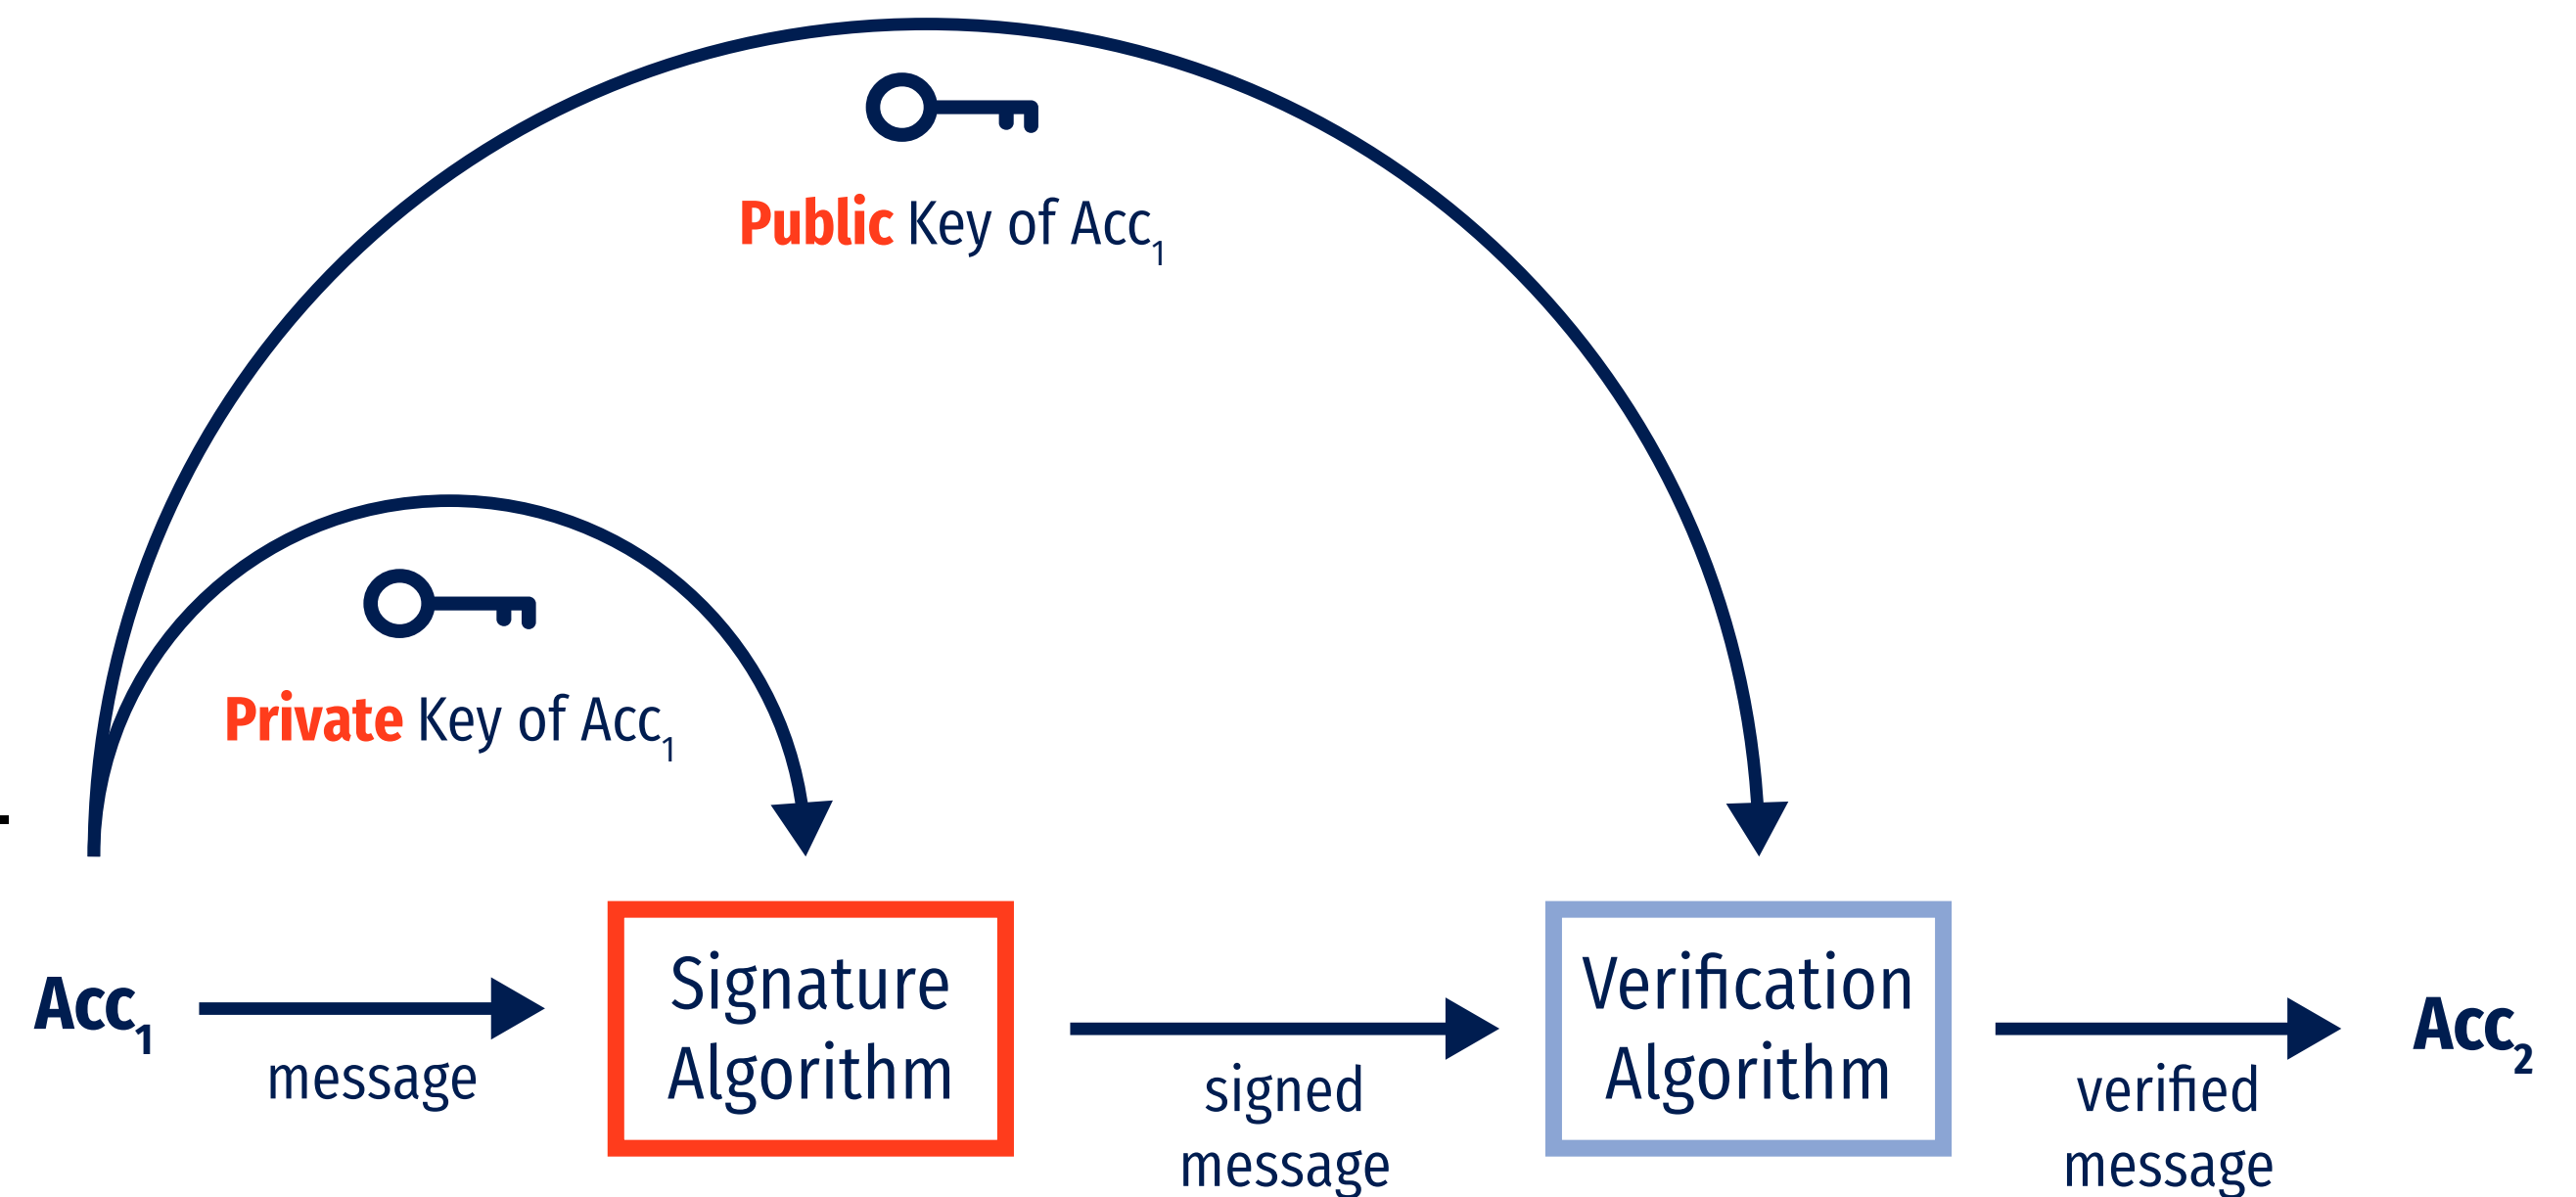 Public Key of Acc₁
Private Key of Acc₁
Acc₁
message
Signature
Algorithm
signed
message
Verification
Algorithm
verified
message
Acc₂